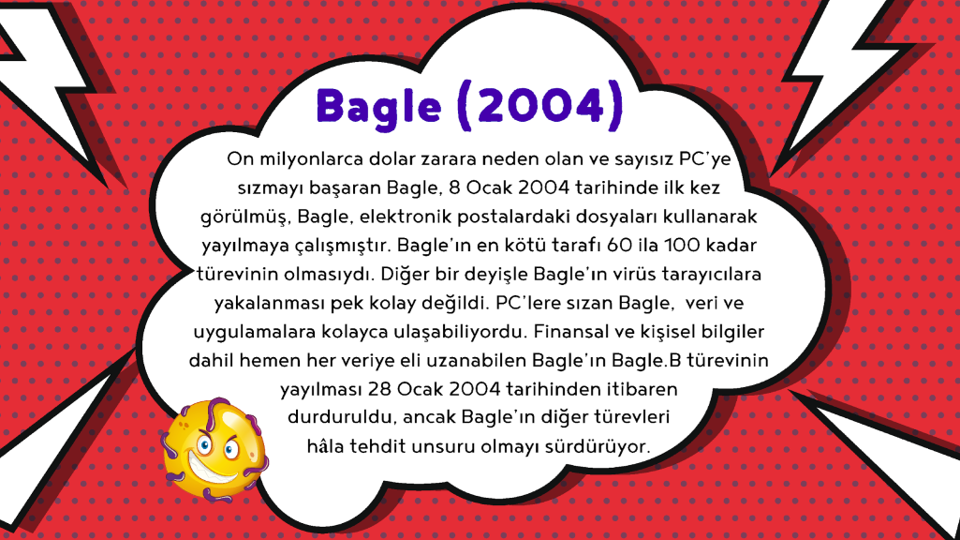 Bagle (2004)
On milyonlarca dolar zarara neden olan ve sayısız PC'ye
sızmayı başaran Bagle, 8 Ocak 2004 tarihinde ilk kez
görülmüş, Bagle, elektronik postalardaki dosyaları kullanarak
yayılmaya çalışmıştır. Bagle'ın en kötü tarafı 60 ila 100 kadar
türevinin olmasıydı. Diğer bir deyişle Bagle'ın virüs tarayıcılara
yakalanması pek kolay değildi. PC'lere sızan Bagle, veri ve
uygulamalara kolayca ulaşabiliyordu. Finansal ve kişisel bilgiler
dahil hemen her veriye eli uzanabilen Bagle'ın Bagle.B türevinin
yayılması 28 Ocak 2004 tarihinden itibaren
durduruldu, ancak Bagle'ın diğer türevleri
hâla tehdit unsuru olmayı sürdürüyor.